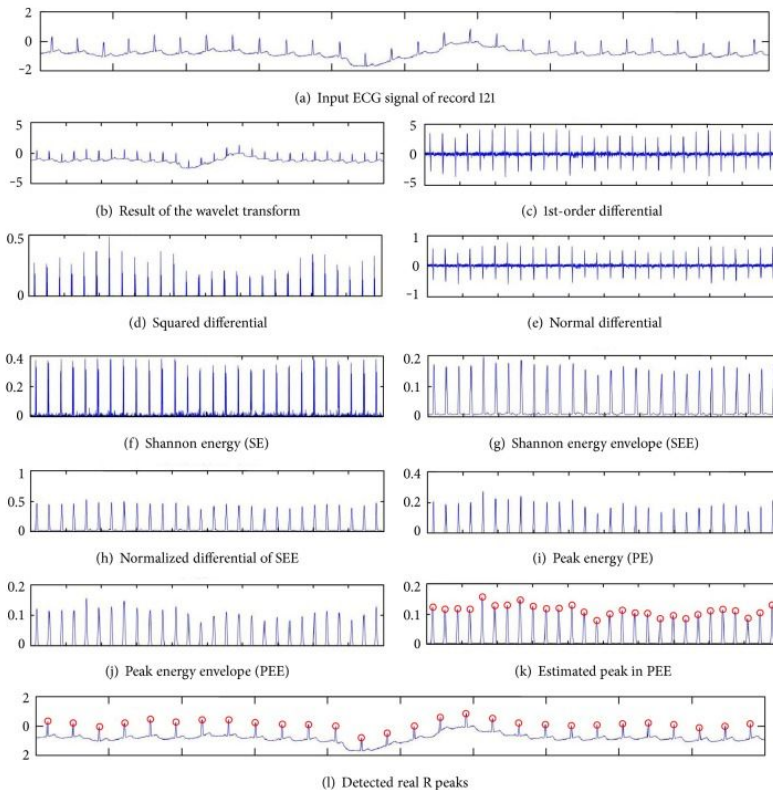 2
0
−2
(a) Input ECG signal of record 121
5
0
−5
(b) Result of the wavelet transform
5
0
−5
(c) 1st-order differential
0.5
0
(d) Squared differential
1
0
−1
(e) Normal differential
0.4
0.2
0
(f) Shannon energy (SE)
0.2
0.1
0
(g) Shannon energy envelope (SEE)
1
0.5
0
(h) Normalized differential of SEE
0.4
0.2
0
(i) Peak energy (PE)
0.2
0.1
0
(j) Peak energy envelope (PEE)
0.2
0.1
0
(k) Estimated peak in PEE
2
0
2
(l) Detected real R peaks